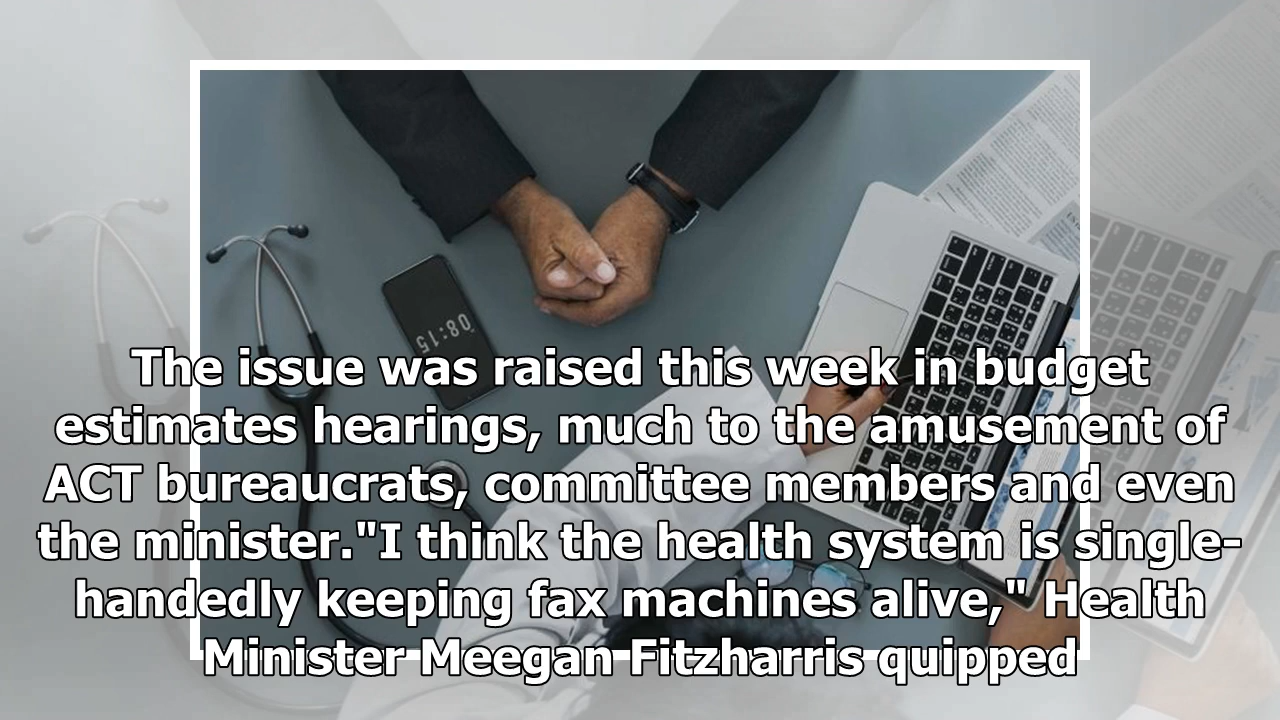 The issue was raised this week in budget
estimates hearings, much to the amusement of
ACT bureaucrats, committee members and even
the minister."I think the health system is single-
handedly keeping fax machines alive," Health
Minister Meegan Fitzharris quipped
08:15